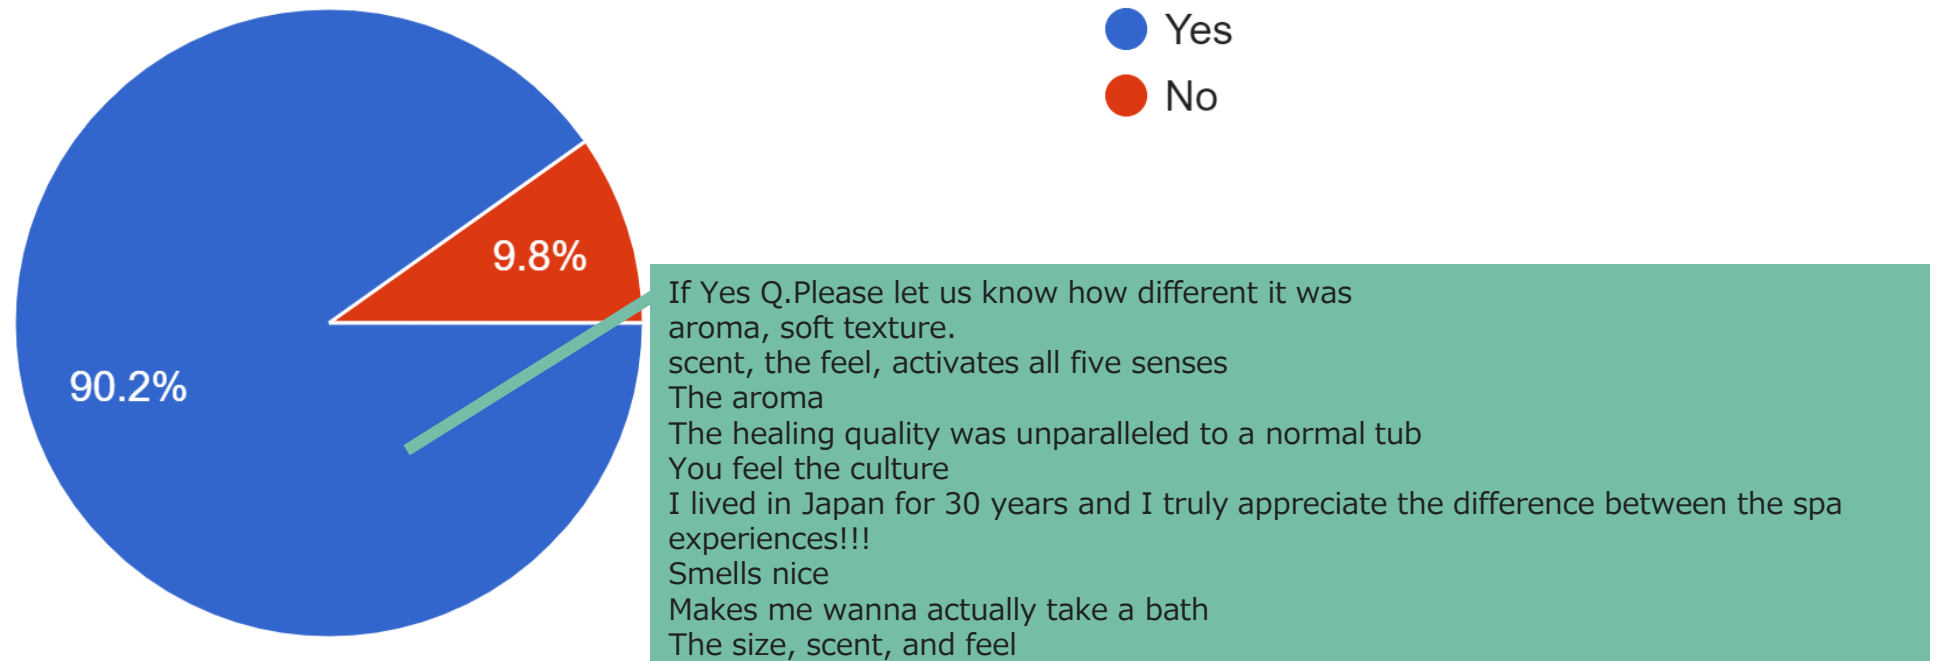 Yes
No
9.8%
90.2%
If Yes Q.Please let us know how different it was
aroma, soft texture.
scent, the feel, activates all five senses
The aroma
The healing quality was unparalleled to a normal tub
You feel the culture
I lived in Japan for 30 years and I truly appreciate the difference between the spa
experiences!!!
Smells nice
Makes me wanna actually take a bath
The size, scent, and feel